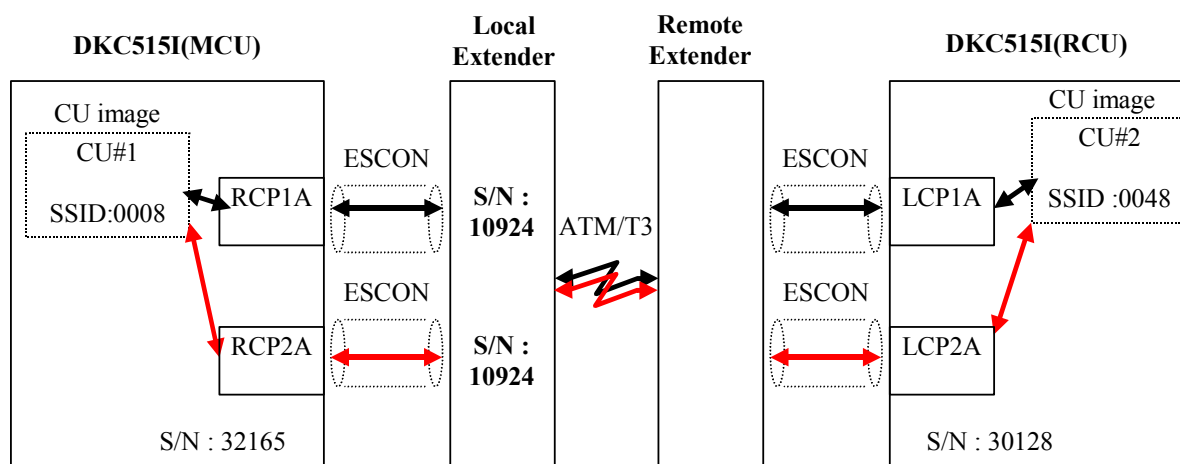 DKC515I(MCU)
Local
Extender
Remote
Extender
DKC515I(RCU)
CU image
CU#1
SSID:0008
RCP1A
RCP2A
S/N : 32165
ESCON
ESCON
S/N :
10924
S/N :
10924
ATM/T3
ESCON
ESCON
LCP1A
LCP2A
CU image
CU#2
SSID :0048
S/N : 30128